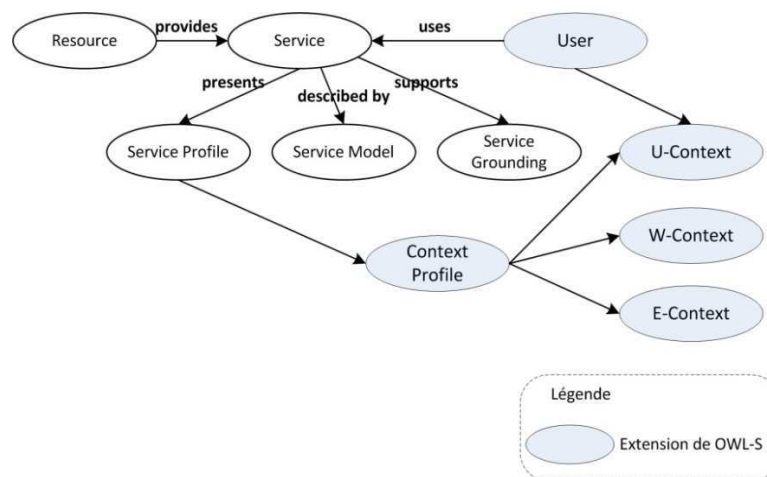 provides
uses
Resource
Service
User
presents
described by
supports
Service Profile
Service Model
Service
Grounding
U-Context
W-Context
Context
Profile
E-Context
Légende
Extension de OWL-S